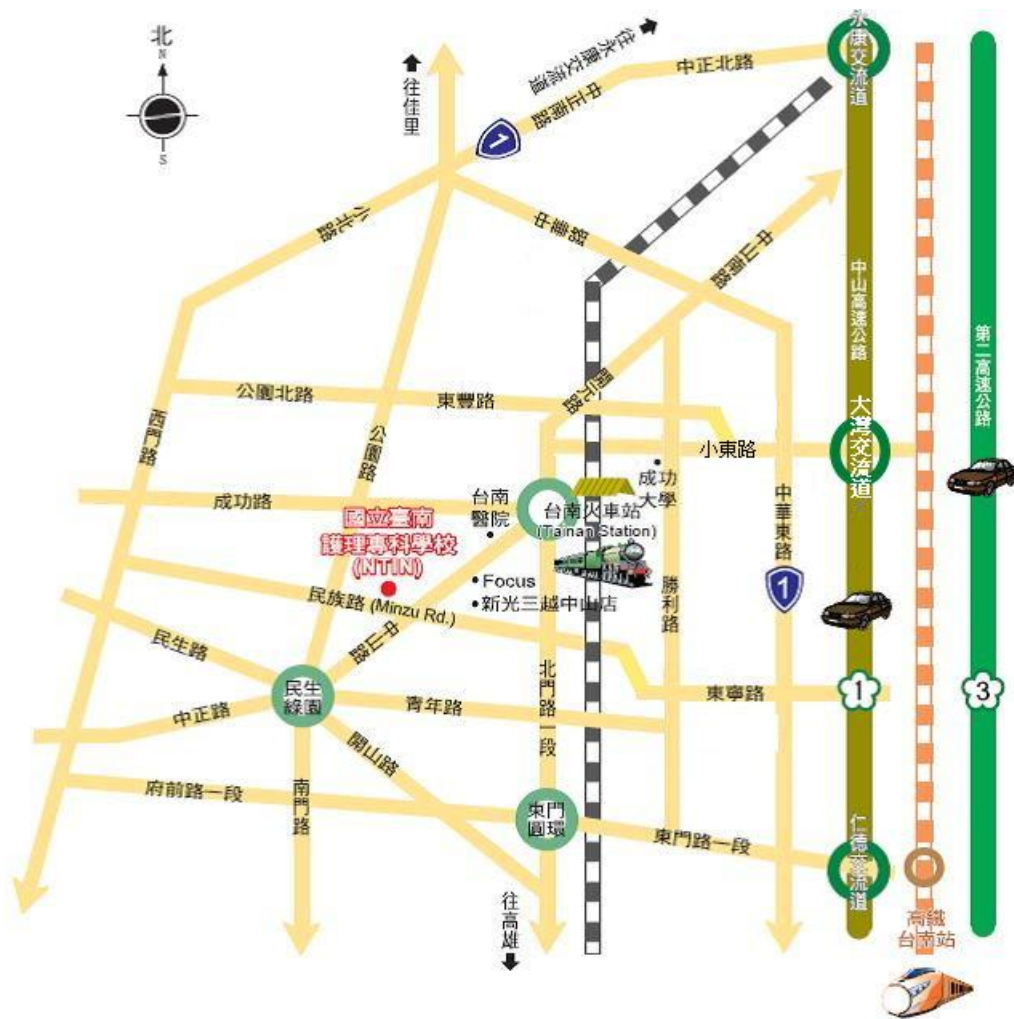 北
N
S
往佳里
往永康交流道
中正南路
中正北路
永康交流道
1
小北路
中華路
中山南路
中山高速公路
第二高速公路
公園北路
東豐路
開元路
西門路
公園路
小東路
大灣交流道
成功
大學
成功路
台南
醫院
台南火車站
(Tainan Station)
國立臺南
護理專科學校
(NTIN)
中華東路
1
Focus
新光三越中山店
民族路 (Minzu Rd.)
勝利路
中山路
民生路
民生
綠園
北門路一段
東寧路
1
3
中正路
青年路
開山路
府前路一段
南門路
東門
圓環
東門路一段
仁德交流道
往高雄
高鐵
台南站